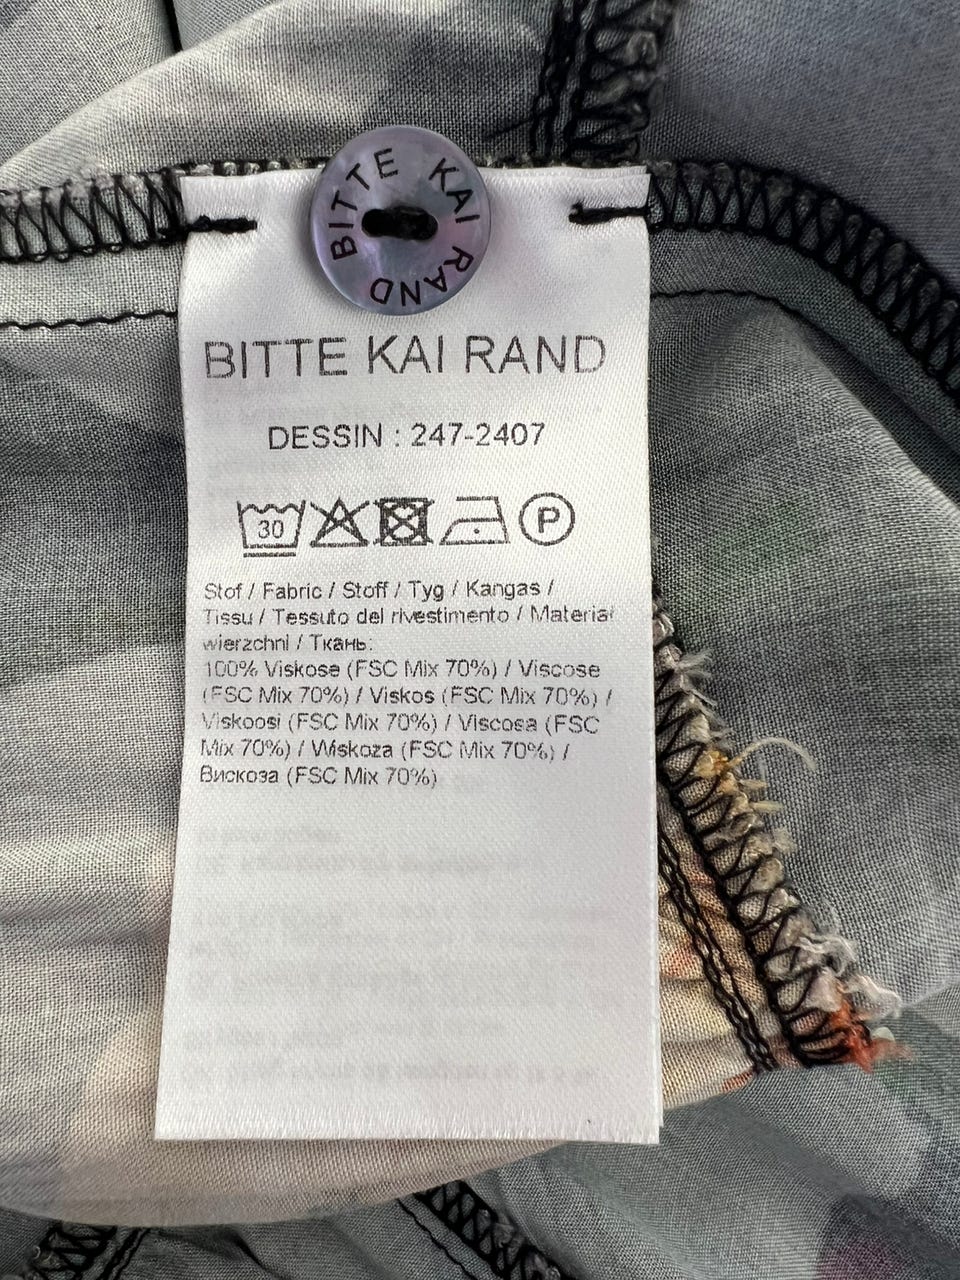 BITTE KAI RAND
BITTE KAI RAND
DESSIN : 247-2407
30 P
Stof / Fabric / Stoff / Tyg / Kangas /
Tissu / Tessuto del rivestimento / Materiał
wierzchni / Ткань:
100% Viskose (FSC Mix 70%) / Viscose
(FSC Mix 70%) / Viskos (FSC Mix 70%) /
Viskoosi (FSC Mix 70%) / Viscosa (FSC
Mix 70%) / Wiskoza (FSC Mix 70%) /
Вискоза (FSC Mix 70%)